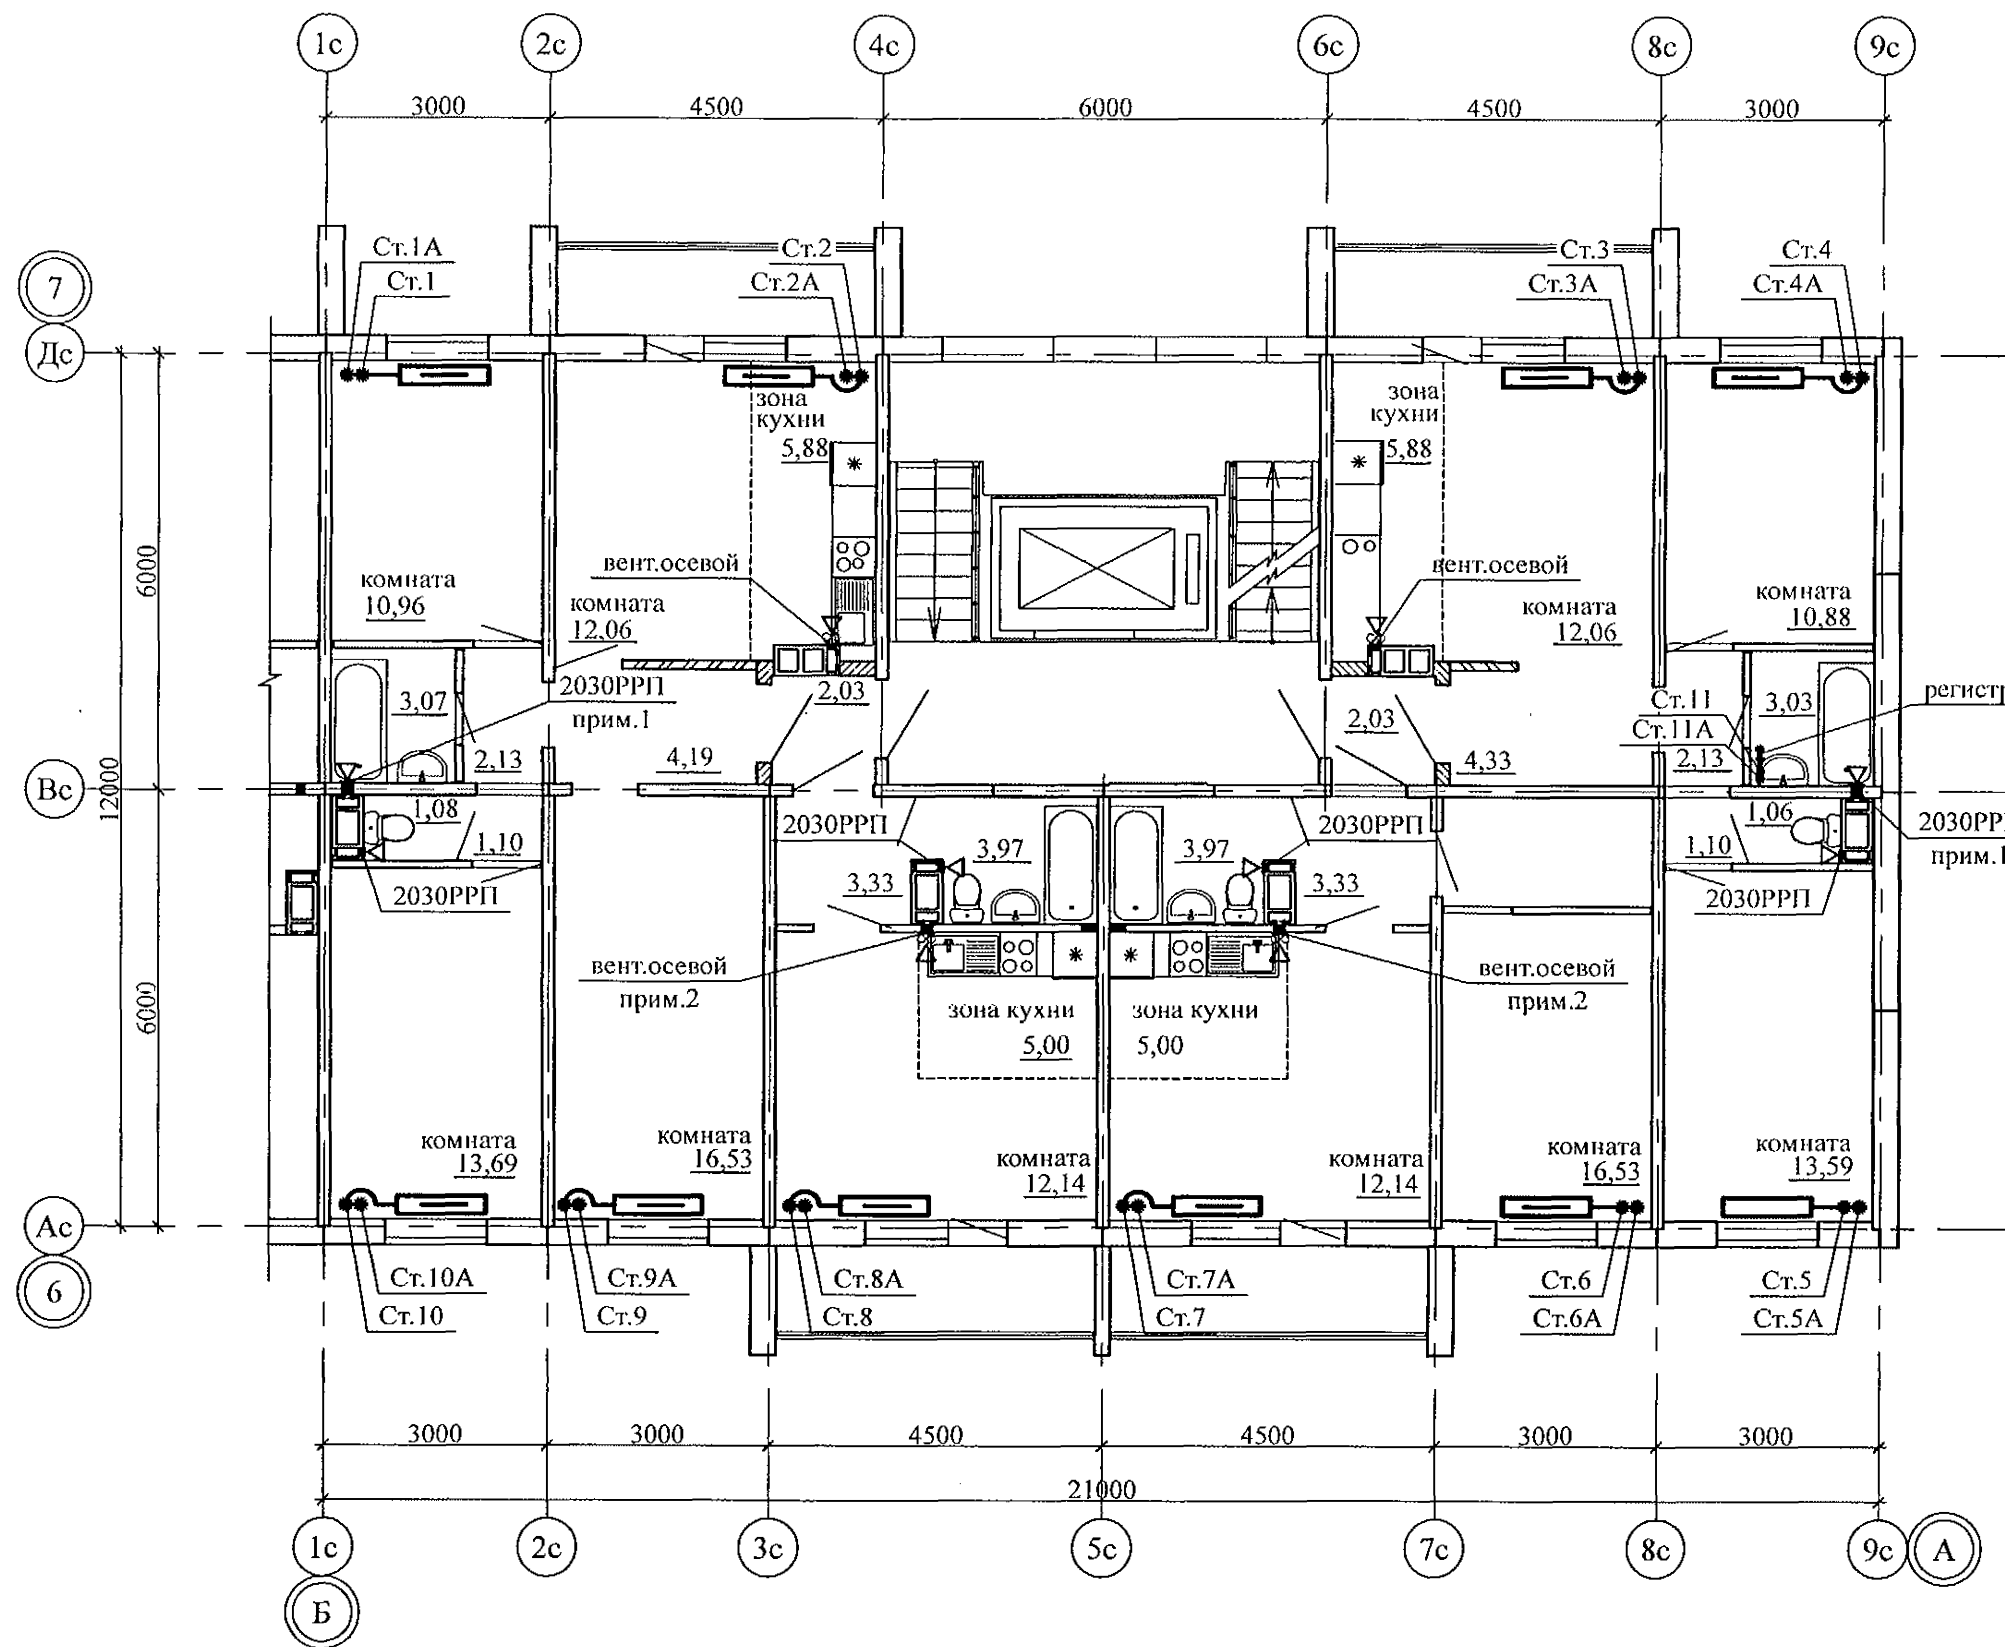 1с 2с 4с 6с 8с 9с
3000 4500 6000 4500 3000
Ст.1А Ст.2 Ст.3 Ст.4
Ст.1 Ст.2А Ст.3А Ст.4А
7
Дс
зона
кухни
5,88
зона
кухни
5,88
вент.осевой
вент.осевой
6000
комната
10,96
комната
12,06
комната
12,06
комната
10,88
2030РРП
прим.1
3,07
2,03
2,03
Ст.11
Ст.11А
3,03
регистр
2,13
4,19
4,33
2,13
Вс
12000
1,08
1,10
2030РРП
2030РРП
2030РРП
1,06
1,10
2030РРП
2030РР
прим.1
3,97
3,97
3,33
3,33
вент.осевой
прим.2
вент.осевой
прим.2
6000
зона кухни
5,00
зона кухни
5,00
комната
13,69
комната
16,53
комната
12,14
комната
12,14
комната
16,53
комната
13,59
Ас
6
Ст.10А Ст.9А Ст.8А Ст.7А Ст.6 Ст.5
Ст.10 Ст.9 Ст.8 Ст.7 Ст.6А Ст.5А
3000 3000 4500 4500 3000 3000
21000
1с 2с 3с 5с 7с 8с 9с А
Б